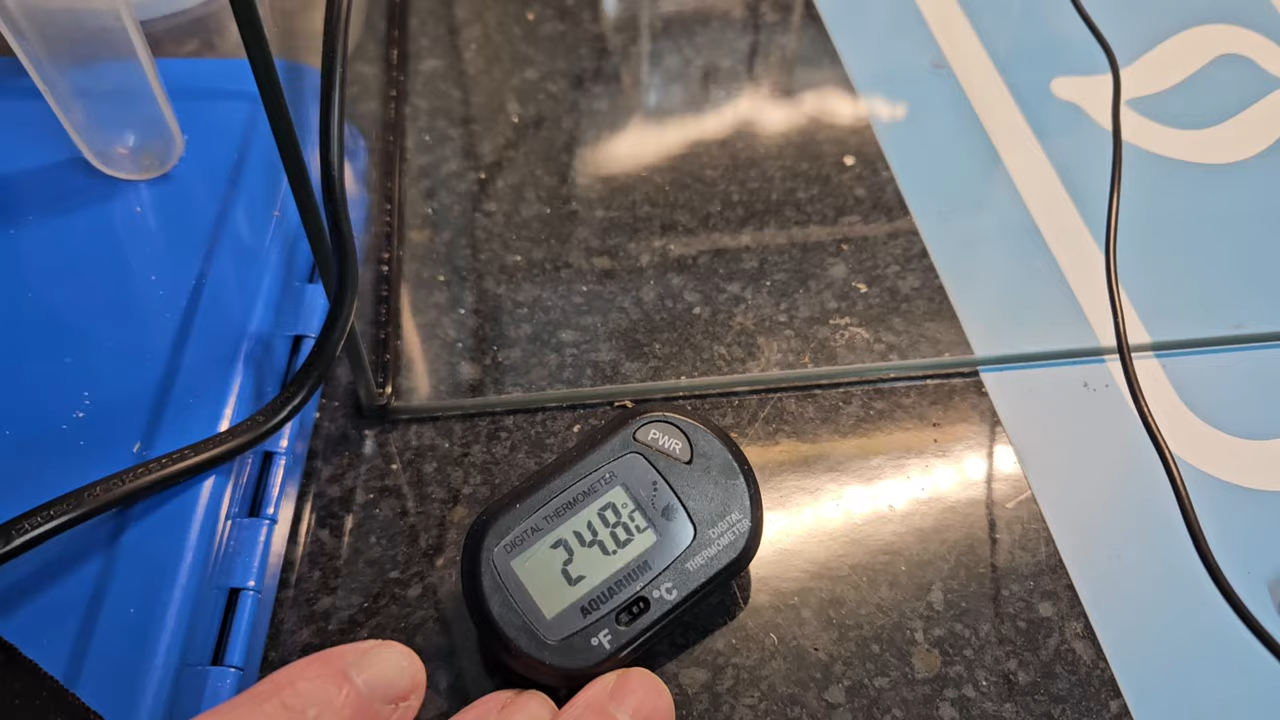 PWR
DIGITAL THERMOMETER
24.8°C
DIGITAL
THERMOMETER
AQUARIUM
°F
°C